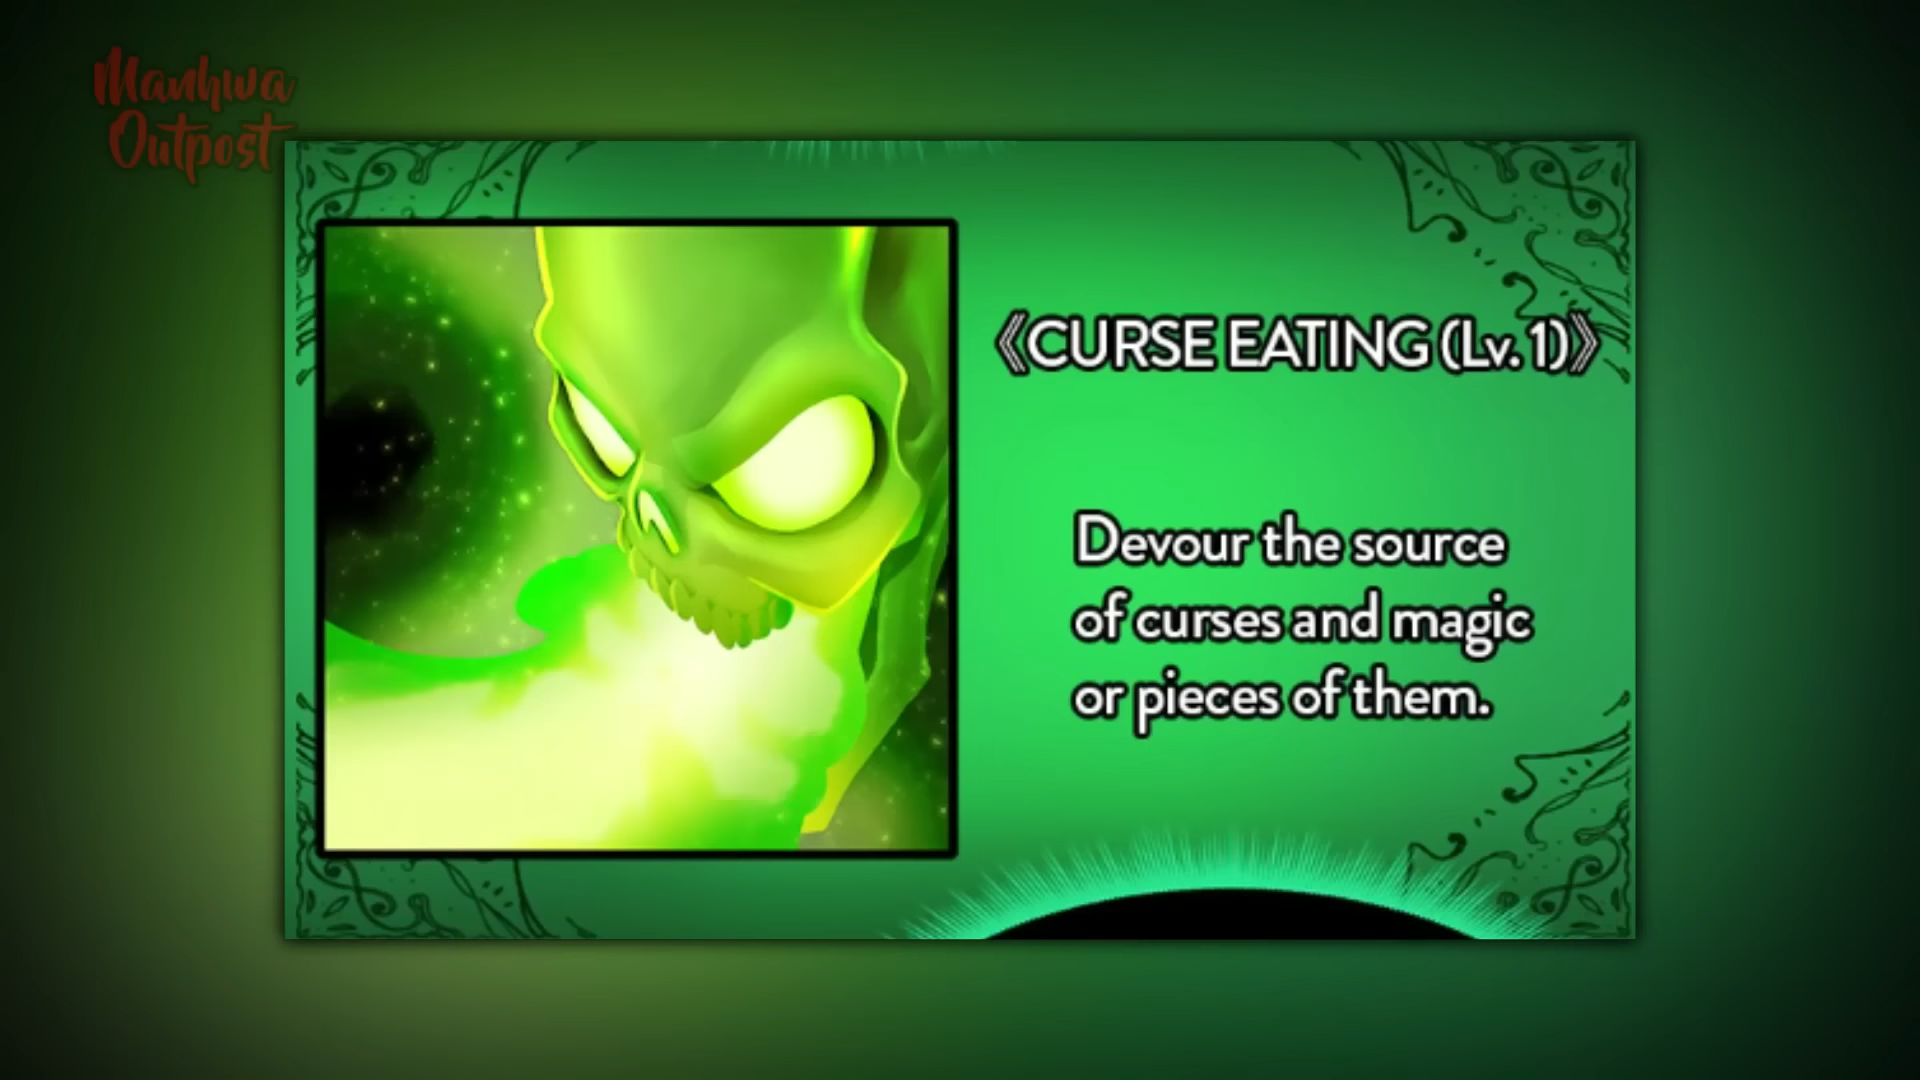 Manhwa
Outpost
《CURSE EATING (Lv. 1)》
Devour the source
of curses and magic
or pieces of them.